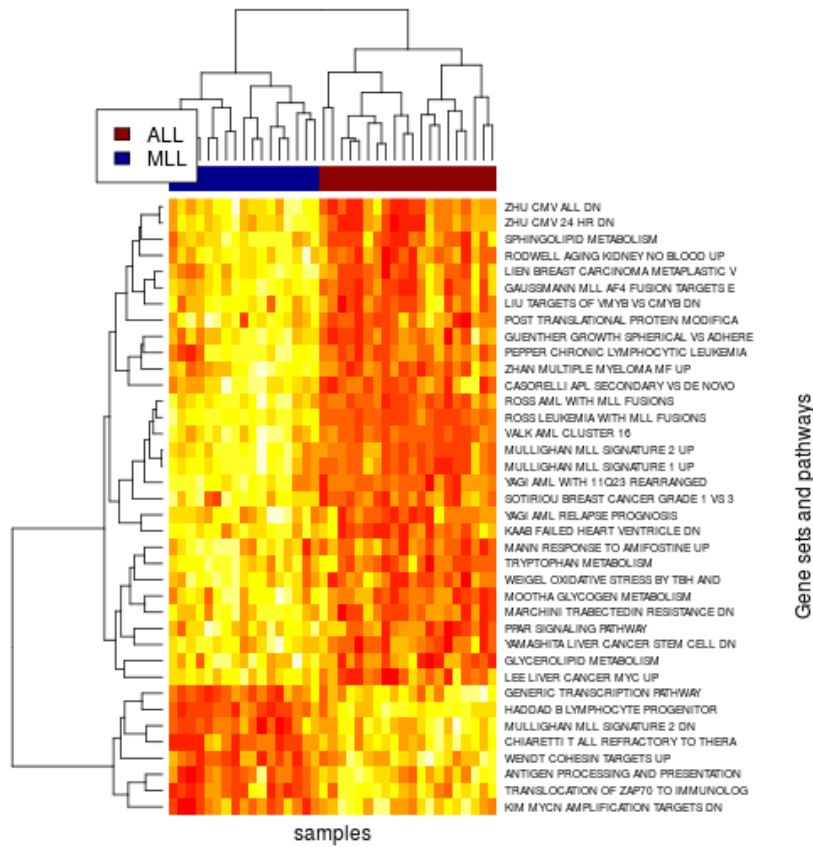 ALL
MLL
ZHU CMV ALL DN
ZHU CMV 24 HR DN
SPHINGOLIPID METABOLISM
RODWELL AGING KIDNEY NO BLOOD UP
LIEN BREAST CARCINOMA METAPLASTIC V
GAUSSMANN MLL AF4 FUSION TARGETS E
LIU TARGETS OF VMYB VS CMYB DN
POST TRANSLATIONAL PROTEIN MODIFICA
GUENTHER GROWTH SPHERICAL VS ADHERE
PEPPER CHRONIC LYMPHOCYTIC LEUKEMIA
ZHAN MULTIPLE MYELOMA MF UP
CASORELLI APL SECONDARY VS DE NOVO
ROSS AML WITH MLL FUSIONS
ROSS LEUKEMIA WITH MLL FUSIONS
VALK AML CLUSTER 16
MULLIGHAN MLL SIGNATURE 2 UP
MULLIGHAN MLL SIGNATURE 1 UP
YAGI AML WITH 11Q23 REARRANGED
SOTIRIOU BREAST CANCER GRADE 1 VS 3
YAGI AML RELAPSE PROGNOSIS
KAAB FAILED HEART VENTRICLE DN
MANN RESPONSE TO AMIFOSTINE UP
TRYPTOPHAN METABOLISM
WEIGEL OXIDATIVE STRESS BY TBH AND
MOOTHA GLYCOGEN METABOLISM
MARCHINI TRABECTEDIN RESISTANCE DN
PPAR SIGNALING PATHWAY
YAMASHITA LIVER CANCER STEM CELL DN
GLYCEROLIPID METABOLISM
LEE LIVER CANCER MYC UP
GENERIC TRANSCRIPTION PATHWAY
HADDAD B LYMPHOCYTE PROGENITOR
MULLIGHAN MLL SIGNATURE 2 DN
CHIARETTI T ALL REFRACTORY TO THERA
WENDT COHESIN TARGETS UP
ANTIGEN PROCESSING AND PRESENTATION
TRANSLOCATION OF ZAP70 TO IMMUNOLOG
KIM MYCN AMPLIFICATION TARGETS DN
samples
Gene sets and pathways